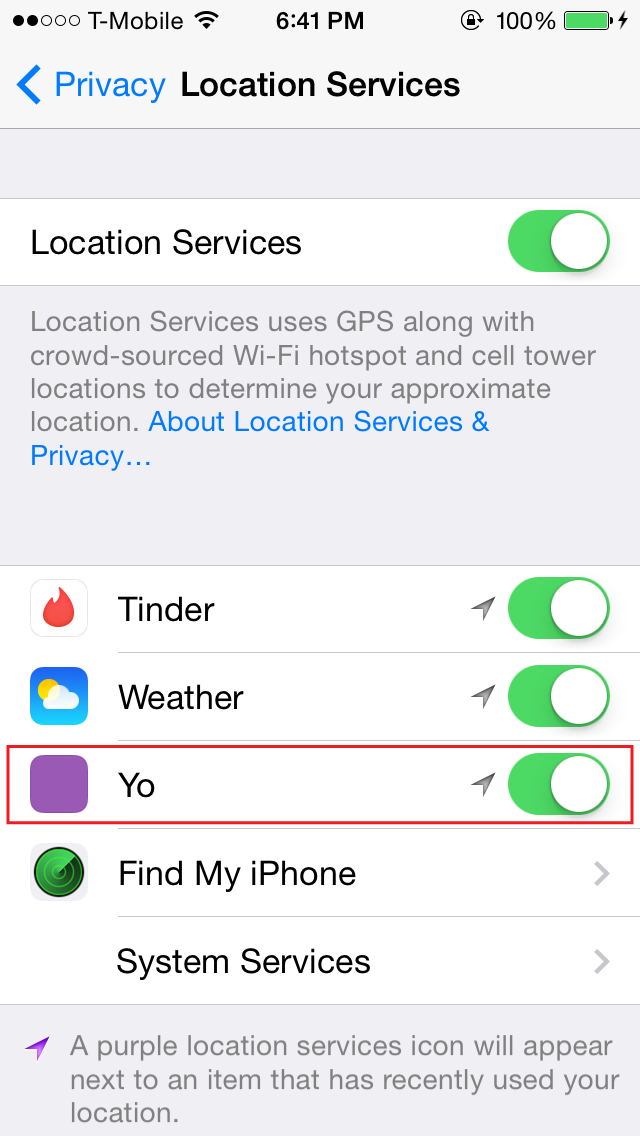 T-Mobile 6:41 PM 100%
Privacy Location Services
Location Services
Location Services uses GPS along with
crowd-sourced Wi-Fi hotspot and cell tower
locations to determine your approximate
location. About Location Services &
Privacy...
Tinder
Weather
Yo
Find My iPhone
System Services
A purple location services icon will appear
next to an item that has recently used your
location.